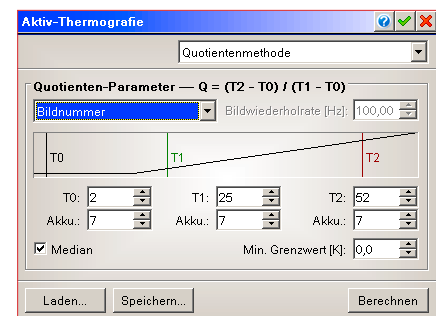 Aktiv-Thermografie
Quotientenmethode
Quotienten-Parameter — Q = (T2 - T0) / (T1 - T0)
Bildnummer Bildwiederholrate [Hz]: 100,00
T0 T1 T2
T0: 2 T1: 25 T2: 52
Akku.: 7 Akku.: 7 Akku.: 7
Median Min. Grenzwert [K]: 0,0
Laden... Speichern... Berechnen